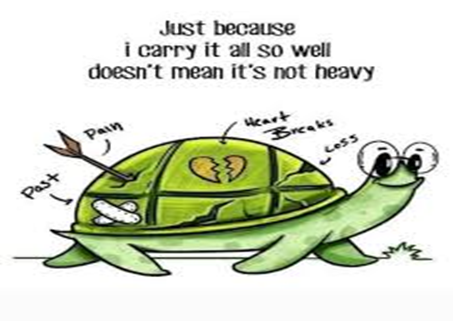 Just because
i carry it all so well
doesn't mean it's not heavy
Heart
Breaks
Pain
Loss
Past